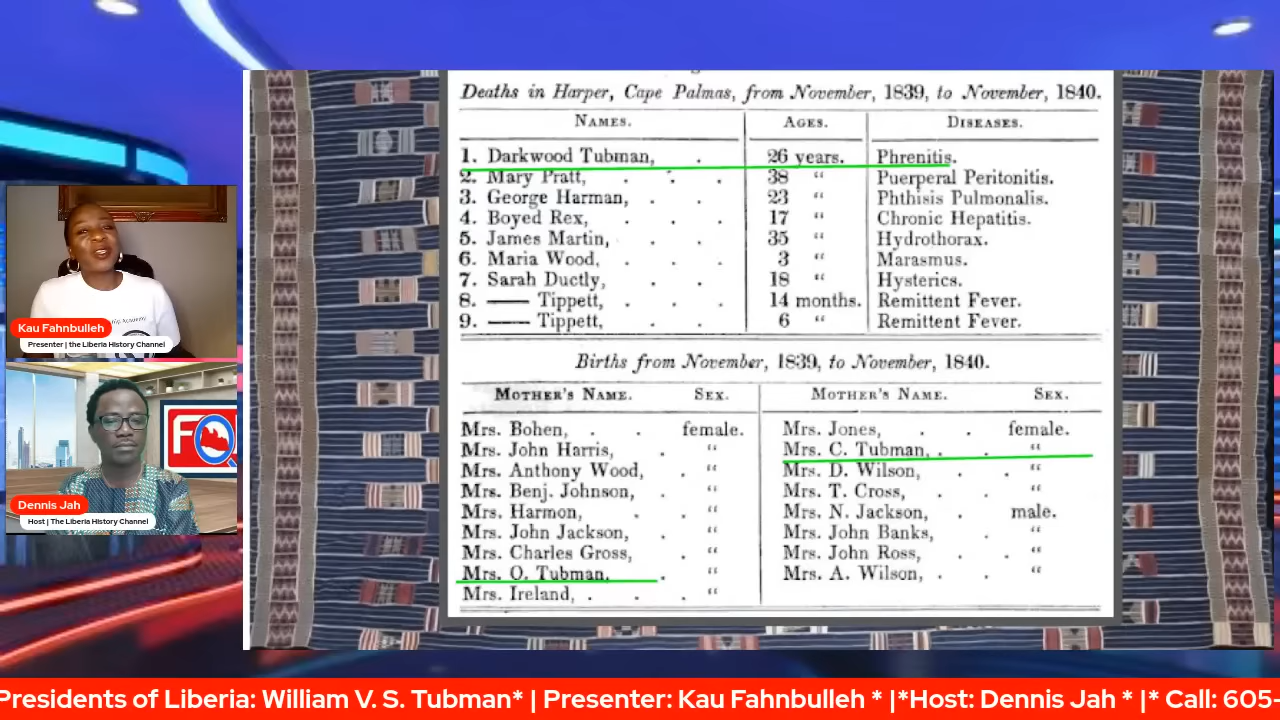 Deaths in Harper, Cape Palmas, from November, 1839, to November, 1840.
NAMES. AGES. DISEASES.
1. Darkwood Tubman, . 26 years. Phrenitis.
2. Mary Pratt, . . . 38 “ Puerperal Peritonitis.
3. George Harman, . . 23 “ Phthisis Pulmonalis.
4. Boyed Rex, . . . 17 “ Chronic Hepatitis.
5. James Martin, . . 35 “ Hydrothorax.
6. Maria Wood, . . . 3 “ Marasmus.
7. Sarah Ductly, . . 18 “ Hysterics.
8. —— Tippett, . . . 14 months. Remittent Fever.
9. —— Tippett, . . 6 “ Remittent Fever.
Births from November, 1839, to November, 1840.
MOTHER'S NAME. SEX. MOTHER'S NAME. SEX.
Mrs. Bohen, . . female. Mrs. Jones, . . female.
Mrs. John Harris, . “ Mrs. C. Tubman, . . “
Mrs. Anthony Wood, . “ Mrs. D. Wilson, . . “
Mrs. Benj. Johnson, . “ Mrs. T. Cross, . . “
Mrs. Harmon, . . “ Mrs. N. Jackson, . male.
Mrs. John Jackson, . “ Mrs. John Banks, . “
Mrs. Charles Gross, . “ Mrs. John Ross, . . “
Mrs. O. Tubman, . “ Mrs. A. Wilson, . . “
Mrs. Ireland, . . . “
Kau Fahnbulleh
Presenter | the Liberia History Channel
Dennis Jah
Host | The Liberia History Channel
Presidents of Liberia: William V. S. Tubman* | Presenter: Kau Fahnbulleh * |*Host: Dennis Jah * |* Call: 605-